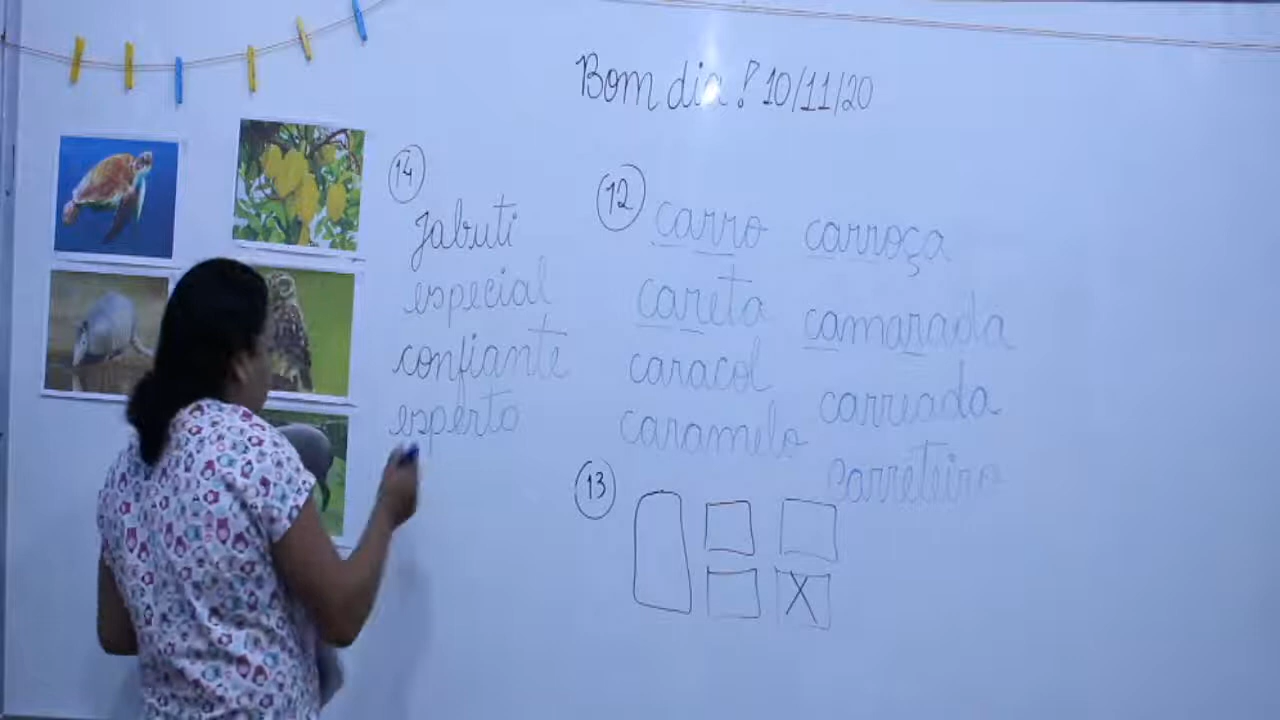 Bom dia! 10/11/20
14
Jabuti
especial
confiante
esperto
12
carro carroça
careta camarada
caracol carreada
caramelo carreteiro
13
X